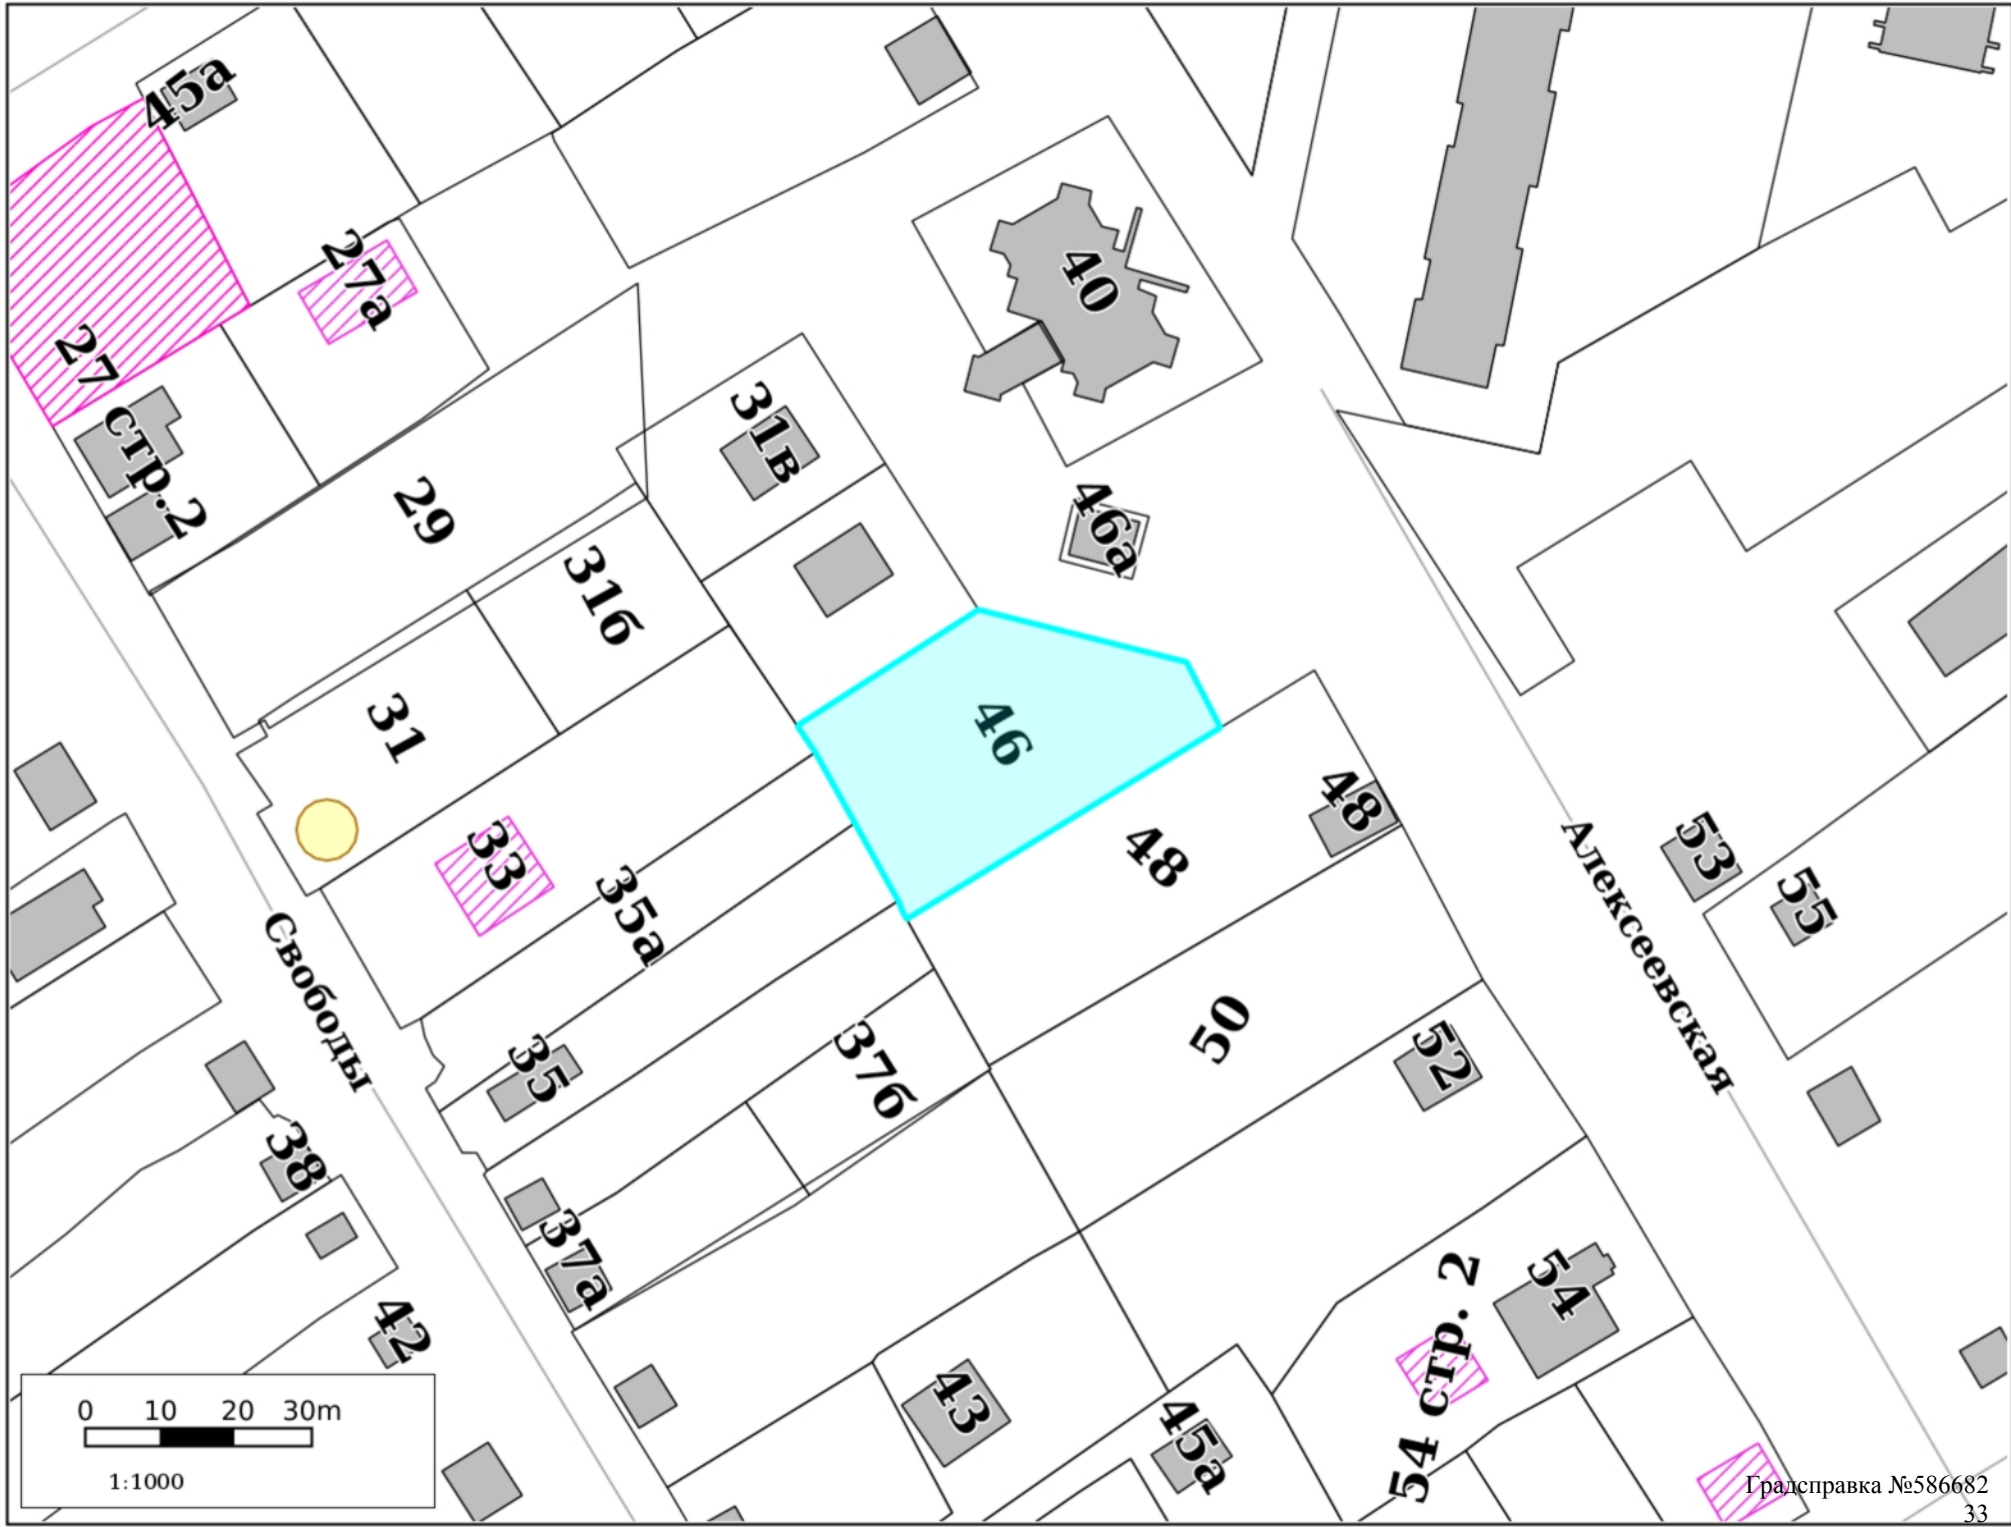 45а
27а
27
стр.2
29
31в
40
46а
31б
31
46
33
35а
48
48
53
55
Алексеевская
Свободы
35
37б
50
52
38
37а
42
54
54 стр. 2
43
45а
0 10 20 30m
1:1000
Градсправка №586682
33